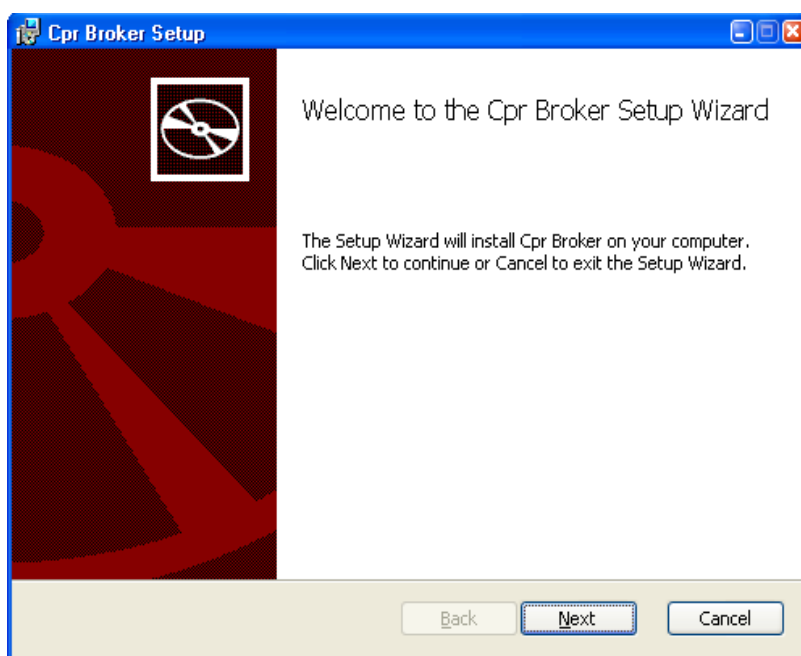 Cpr Broker Setup
Welcome to the Cpr Broker Setup Wizard
The Setup Wizard will install Cpr Broker on your computer.
Click Next to continue or Cancel to exit the Setup Wizard.
Back
Next
Cancel